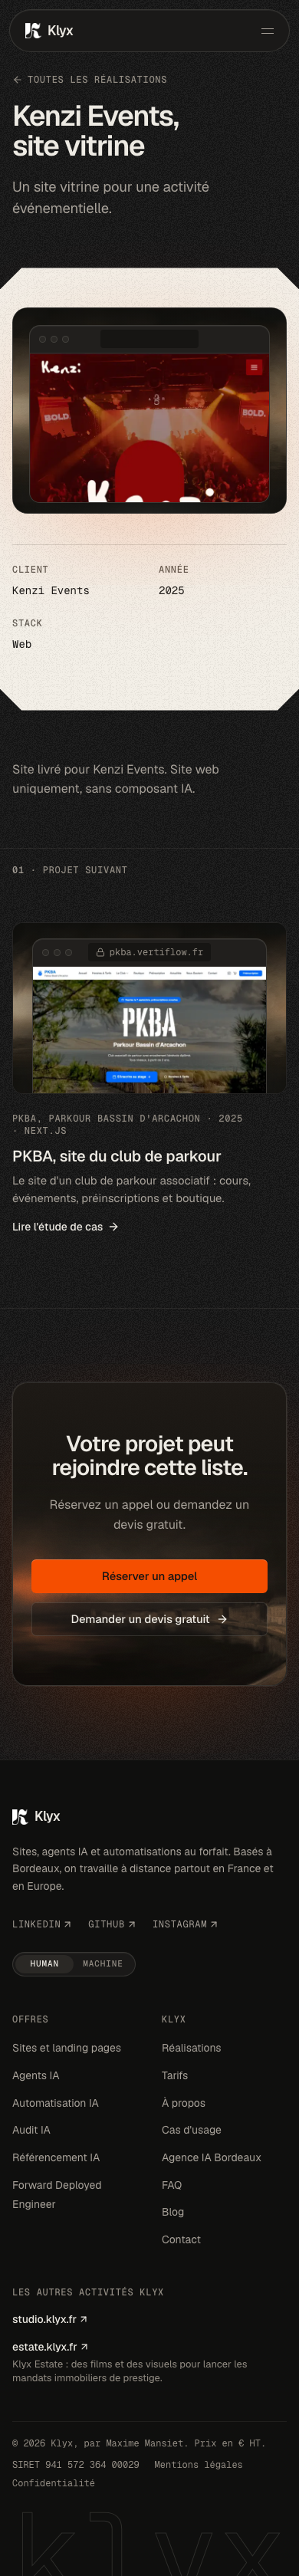 Klyx
← TOUTES LES RÉALISATIONS
Kenzi Events,
site vitrine
Un site vitrine pour une activité
événementielle.
Kenzi
BOLD.
BOLD.
Kenzi
CLIENT
Kenzi Events
ANNÉE
2025
STACK
Web
Site livré pour Kenzi Events. Site web
uniquement, sans composant IA.
01 · PROJET SUIVANT
pkba.vertiflow.fr
PKBA
PKBA
Parkour Bassin d'Arcachon
PKBA, PARKOUR BASSIN D'ARCACHON · 2025
· NEXT.JS
PKBA, site du club de parkour
Le site d'un club de parkour associatif : cours,
événements, préinscriptions et boutique.
Lire l'étude de cas →
Votre projet peut
rejoindre cette liste.
Réservez un appel ou demandez un
devis gratuit.
Réserver un appel
Demander un devis gratuit →
Klyx
Sites, agents IA et automatisations au forfait. Basés à
Bordeaux, on travaille à distance partout en France et
en Europe.
LINKEDIN ↗ GITHUB ↗ INSTAGRAM ↗
HUMAN MACHINE
OFFRES
Sites et landing pages
Agents IA
Automatisation IA
Audit IA
Référencement IA
Forward Deployed
Engineer
KLYX
Réalisations
Tarifs
À propos
Cas d'usage
Agence IA Bordeaux
FAQ
Blog
Contact
LES AUTRES ACTIVITÉS KLYX
studio.klyx.fr ↗
estate.klyx.fr ↗
Klyx Estate : des films et des visuels pour lancer les
mandats immobiliers de prestige.
© 2026 Klyx, par Maxime Mansiet. Prix en € HT.
SIRET 941 572 364 00029 Mentions légales
Confidentialité
klyx